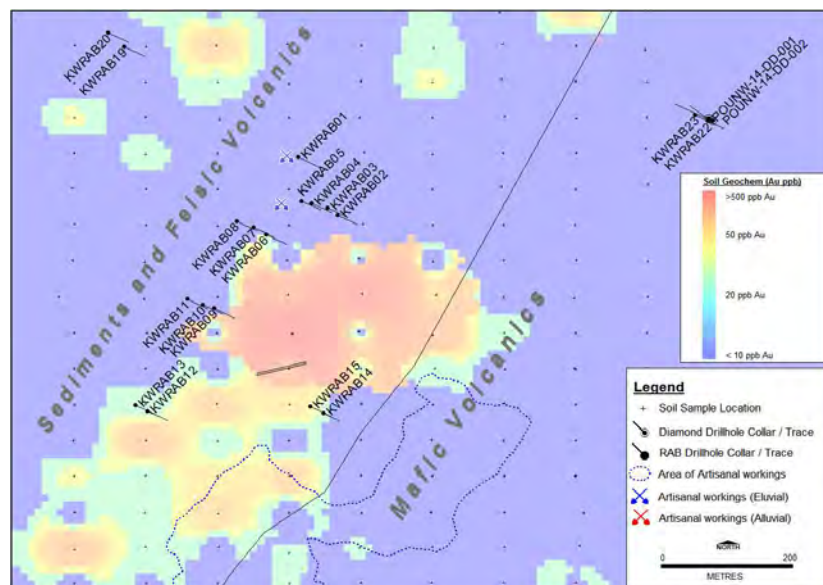 KWRAB20
KWRAB19
Sediments and Felsic Volcanics
KWRAB01
KWRAB05
KWRAB04
KWRAB03
KWRAB02
KWRAB08
KWRAB07
KWRAB06
KWRAB11
KWRAB10
KWRAB09
KWRAB13
KWRAB12
KWRAB15
KWRAB14
Mafic Volcanics
POUNW-14-DD-001
POUNW-14-DD-002
KWRAB23
KWRAB22
Soil Geochem (Au ppb)
>500 ppb Au
50 ppb Au
20 ppb Au
< 10 ppb Au
Legend
Soil Sample Location
Diamond Drillhole Collar / Trace
RAB Drillhole Collar / Trace
Area of Artisanal workings
Artisanal workings (Eluvial)
Artisanal workings (Alluvial)
NORTH
0 200
METRES